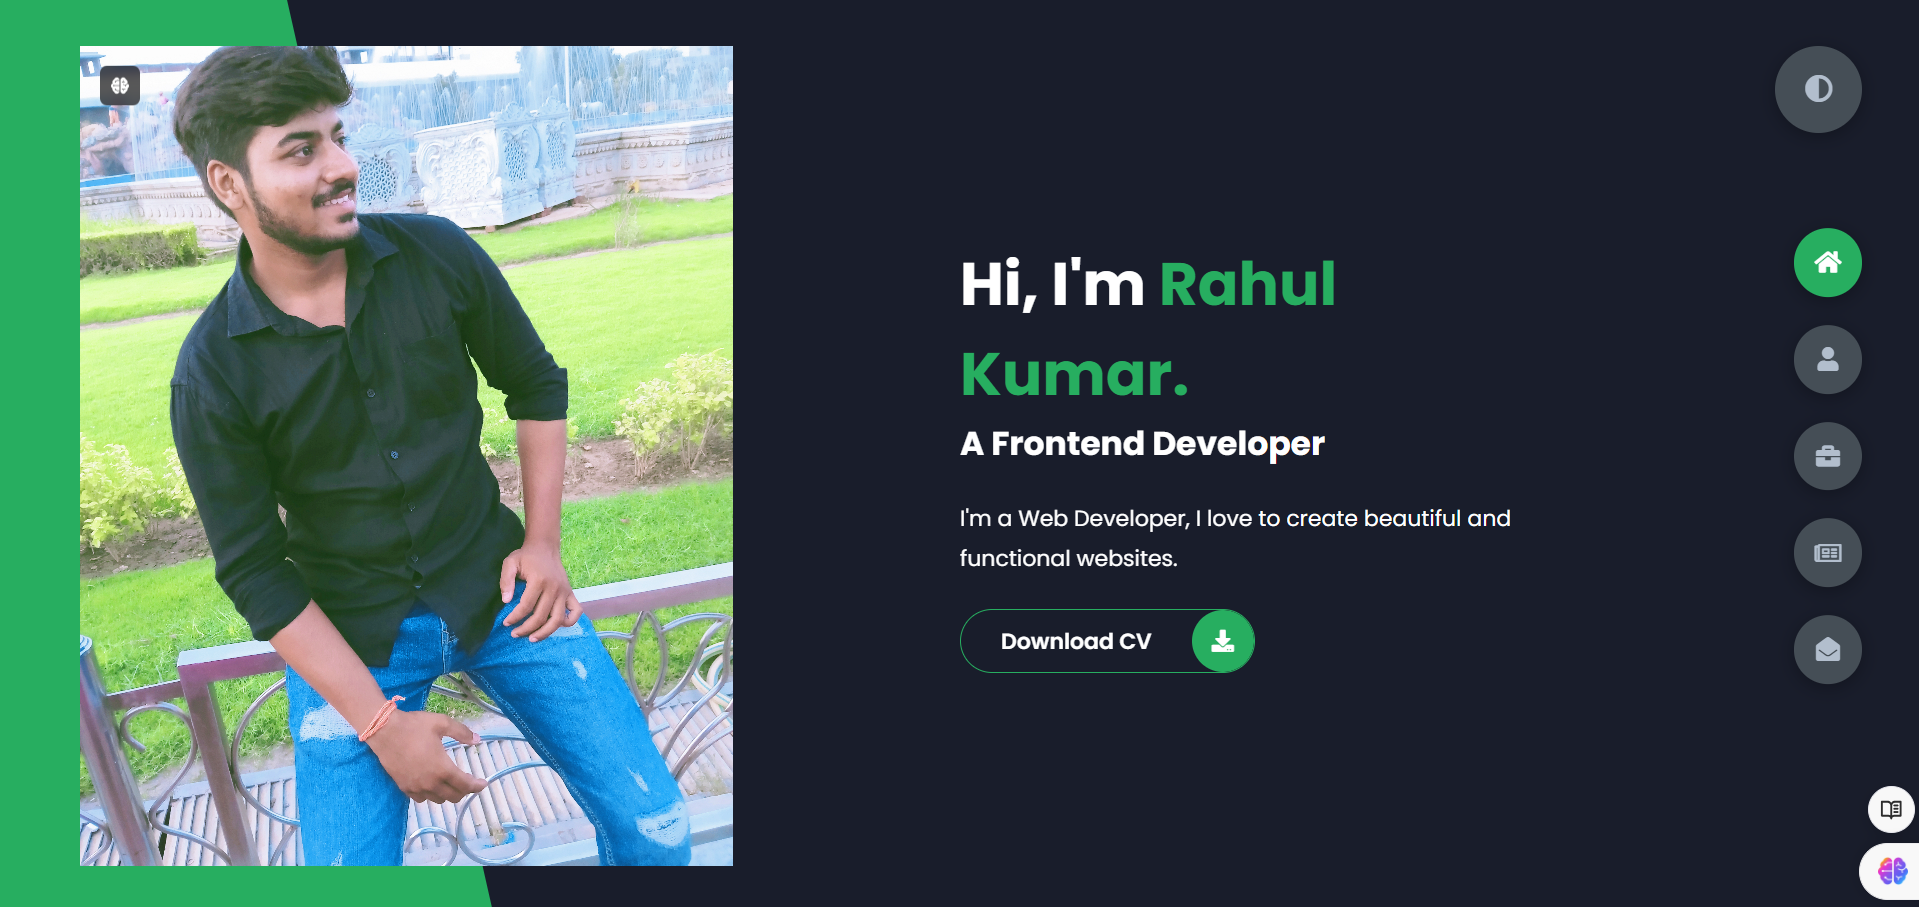 Hi, I'm Rahul
Kumar.
A Frontend Developer
I'm a Web Developer, I love to create beautiful and
functional websites.
Download CV